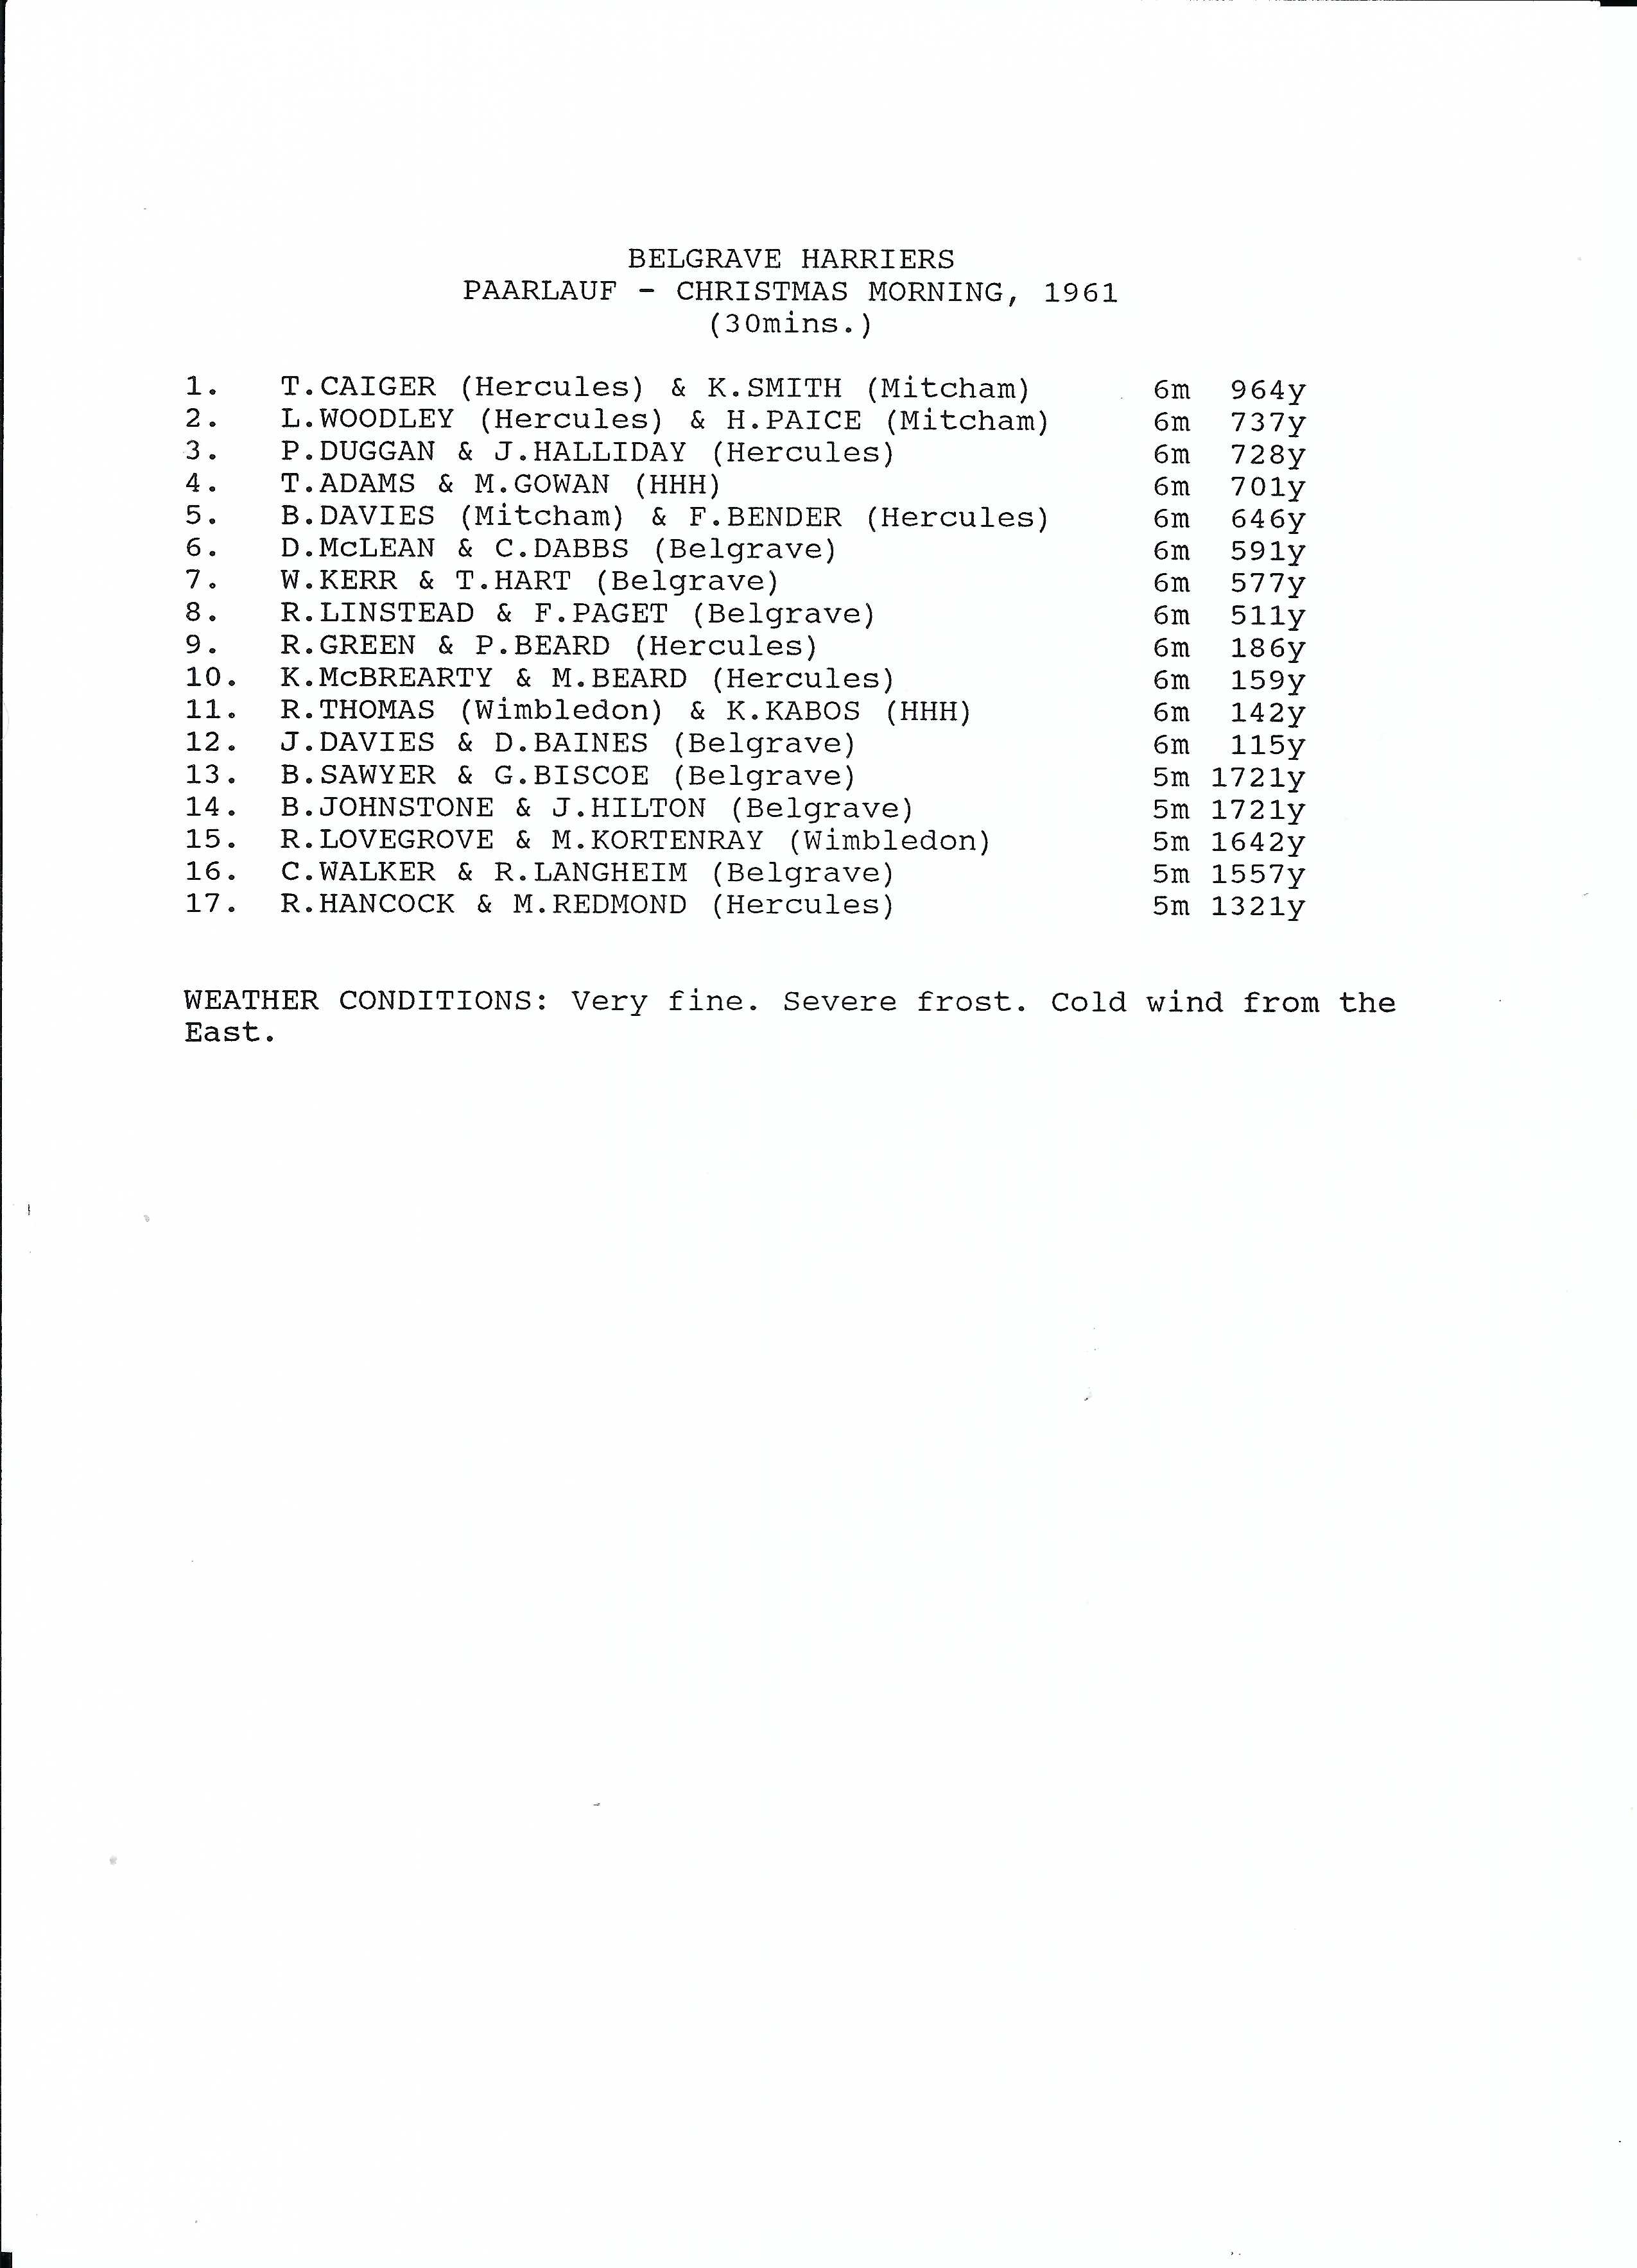 BELGRAVE HARRIERS
PAARLAUF - CHRISTMAS MORNING, 1961
(30mins.)
1. T.CAIGER (Hercules) & K.SMITH (Mitcham) 6m 964y
2. L.WOODLEY (Hercules) & H.PAICE (Mitcham) 6m 737y
3. P.DUGGAN & J.HALLIDAY (Hercules) 6m 728y
4. T.ADAMS & M.GOWAN (HHH) 6m 701y
5. B.DAVIES (Mitcham) & F.BENDER (Hercules) 6m 646y
6. D.McLEAN & C.DABBS (Belgrave) 6m 591y
7. W.KERR & T.HART (Belgrave) 6m 577y
8. R.LINSTEAD & F.PAGET (Belgrave) 6m 511y
9. R.GREEN & P.BEARD (Hercules) 6m 186y
10. K.McBREARTY & M.BEARD (Hercules) 6m 159y
11. R.THOMAS (Wimbledon) & K.KABOS (HHH) 6m 142y
12. J.DAVIES & D.BAINES (Belgrave) 6m 115y
13. B.SAWYER & G.BISCOE (Belgrave) 5m 1721y
14. B.JOHNSTONE & J.HILTON (Belgrave) 5m 1721y
15. R.LOVEGROVE & M.KORTENRAY (Wimbledon) 5m 1642y
16. C.WALKER & R.LANGHEIM (Belgrave) 5m 1557y
17. R.HANCOCK & M.REDMOND (Hercules) 5m 1321y
WEATHER CONDITIONS: Very fine. Severe frost. Cold wind from the
East.